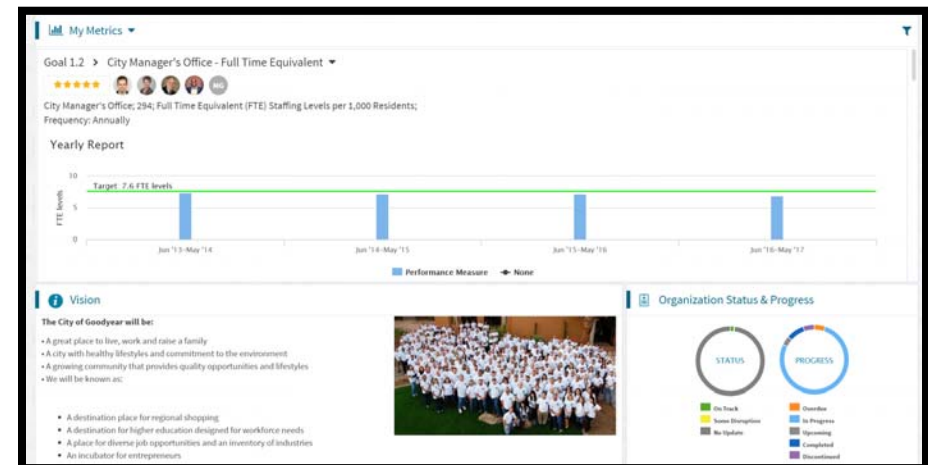 My Metrics
Goal 1.2 > City Manager's Office - Full Time Equivalent
MG
City Manager's Office; 294; Full Time Equivalent (FTE) Staffing Levels per 1,000 Residents;
Frequency: Annually
Yearly Report
10
Target 7.6 FTE levels
5
0
FTE levels
Jun '13-May '14
Jun '14-May '15
Jun '15-May '16
Jun '16-May '17
Performance Measure
None
Vision
The City of Goodyear will be:
• A great place to live, work and raise a family
• A city with healthy lifestyles and commitment to the environment
• A growing community that provides quality opportunities and lifestyles
• We will be known as:
• A destination place for regional shopping
• A destination for higher education designed for workforce needs
• A place for diverse job opportunities and an inventory of industries
• An incubator for entrepreneurs
Organization Status & Progress
STATUS
PROGRESS
On Track
Some Disruption
No Update
Overdue
In Progress
Upcoming
Completed
Discontinued